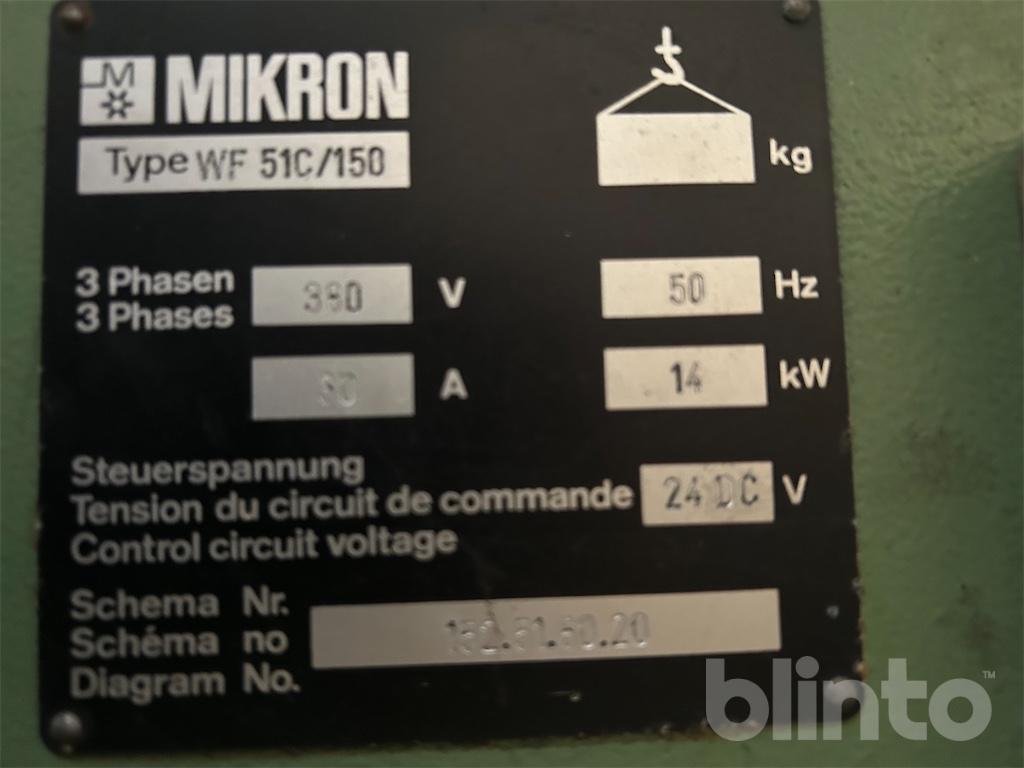 M MIKRON
Type WF 51C/150
kg
3 Phasen
3 Phases
380 V
50 Hz
A
14 kW
Steuerspannung
Tension du circuit de commande 24 DC V
Control circuit voltage
Schema Nr.
Schéma no
Diagram No.
blinto™